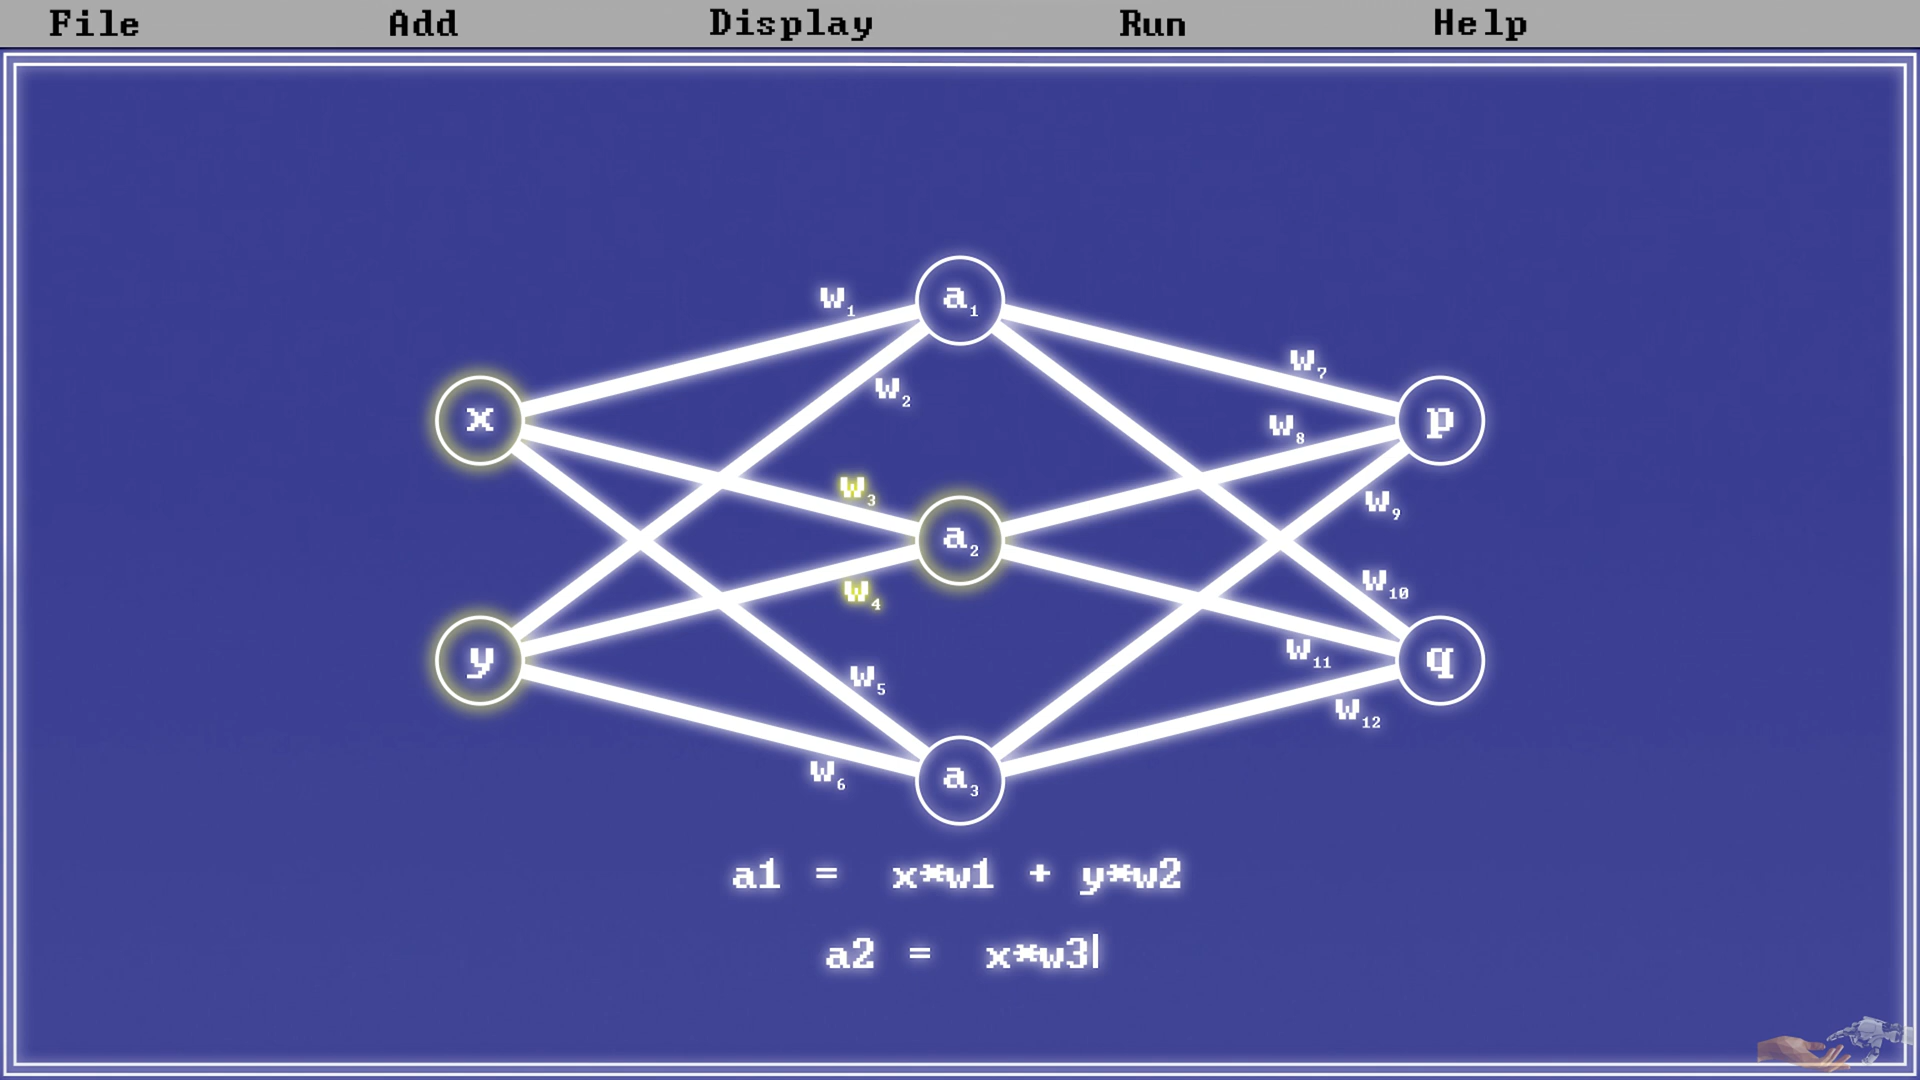 File Add Display Run Help
w1
a1
w2
w7
x
p
w8
w3
w9
a2
w4
w10
y
w11
q
w5
w12
w6
a3
a1 = x*w1 + y*w2
a2 = x*w3|